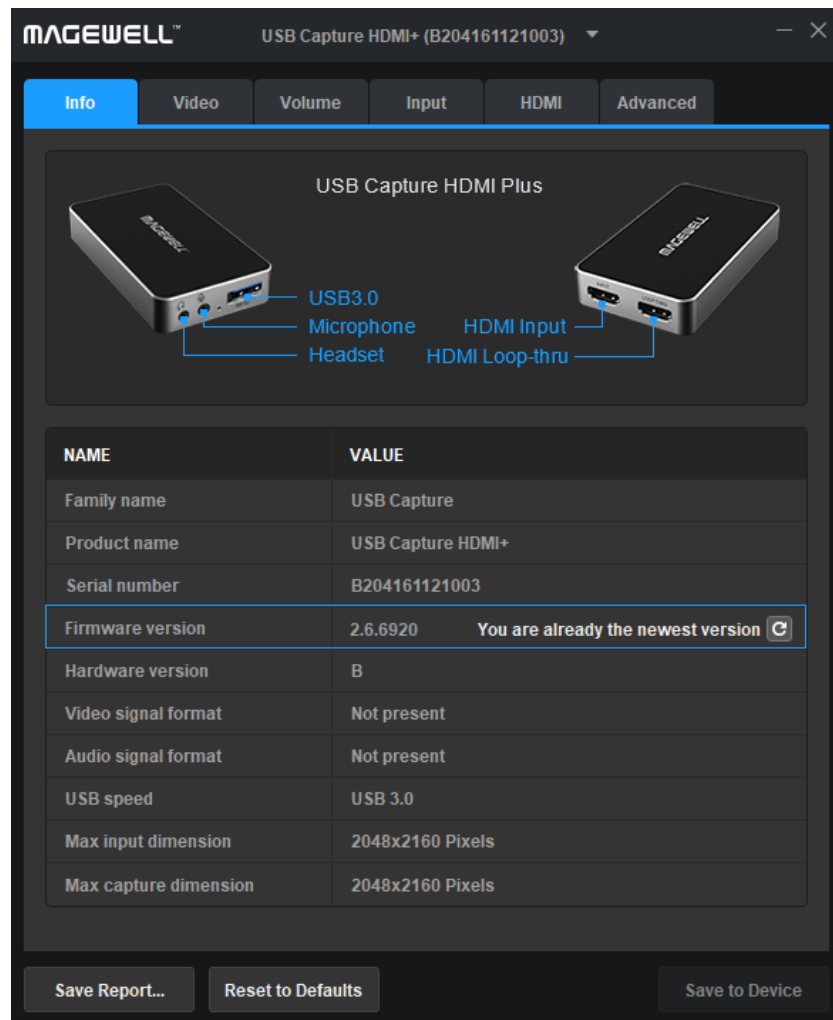 MAGEWELL™ USB Capture HDMI+ (B204161121003)
Info Video Volume Input HDMI Advanced
USB Capture HDMI Plus
MAGEWELL
MAGEWELL
INPUT
LOOP THRU
USB3.0
Microphone
Headset
HDMI Input
HDMI Loop-thru
NAME VALUE
Family name USB Capture
Product name USB Capture HDMI+
Serial number B204161121003
Firmware version 2.6.6920 You are already the newest version
Hardware version B
Video signal format Not present
Audio signal format Not present
USB speed USB 3.0
Max input dimension 2048x2160 Pixels
Max capture dimension 2048x2160 Pixels
Save Report... Reset to Defaults Save to Device